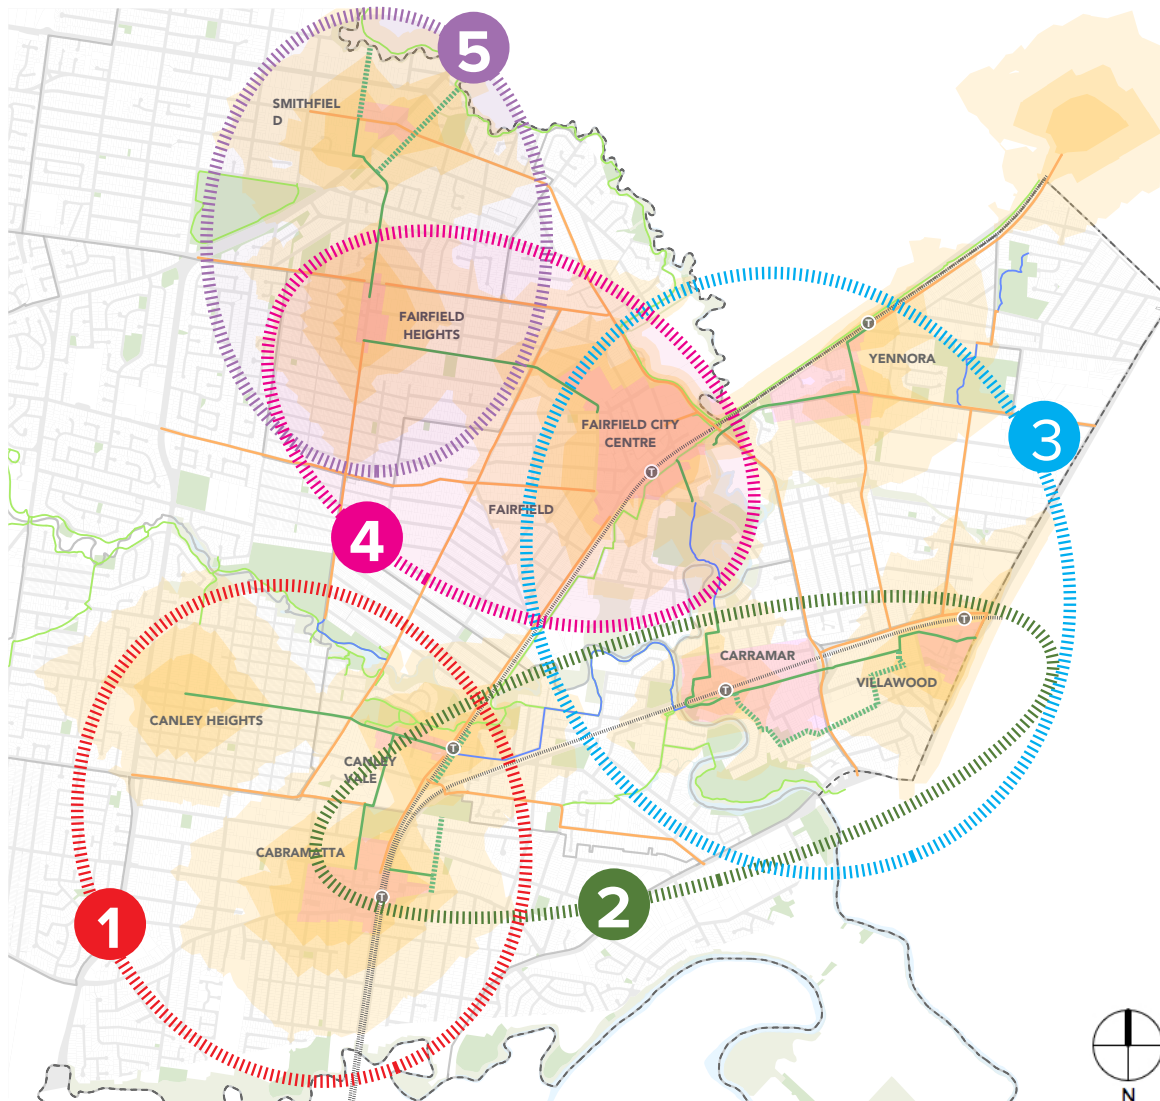 5
SMITHFIEL
D
FAIRFIELD
HEIGHTS
T
YENNORA
FAIRFIELD CITY
CENTRE
3
T
FAIRFIELD
4
T
CARRAMAR
T
VILLAWOOD
CANLEY HEIGHTS
T
CANLEY
VALE
CABRAMATTA
T
1
2
N